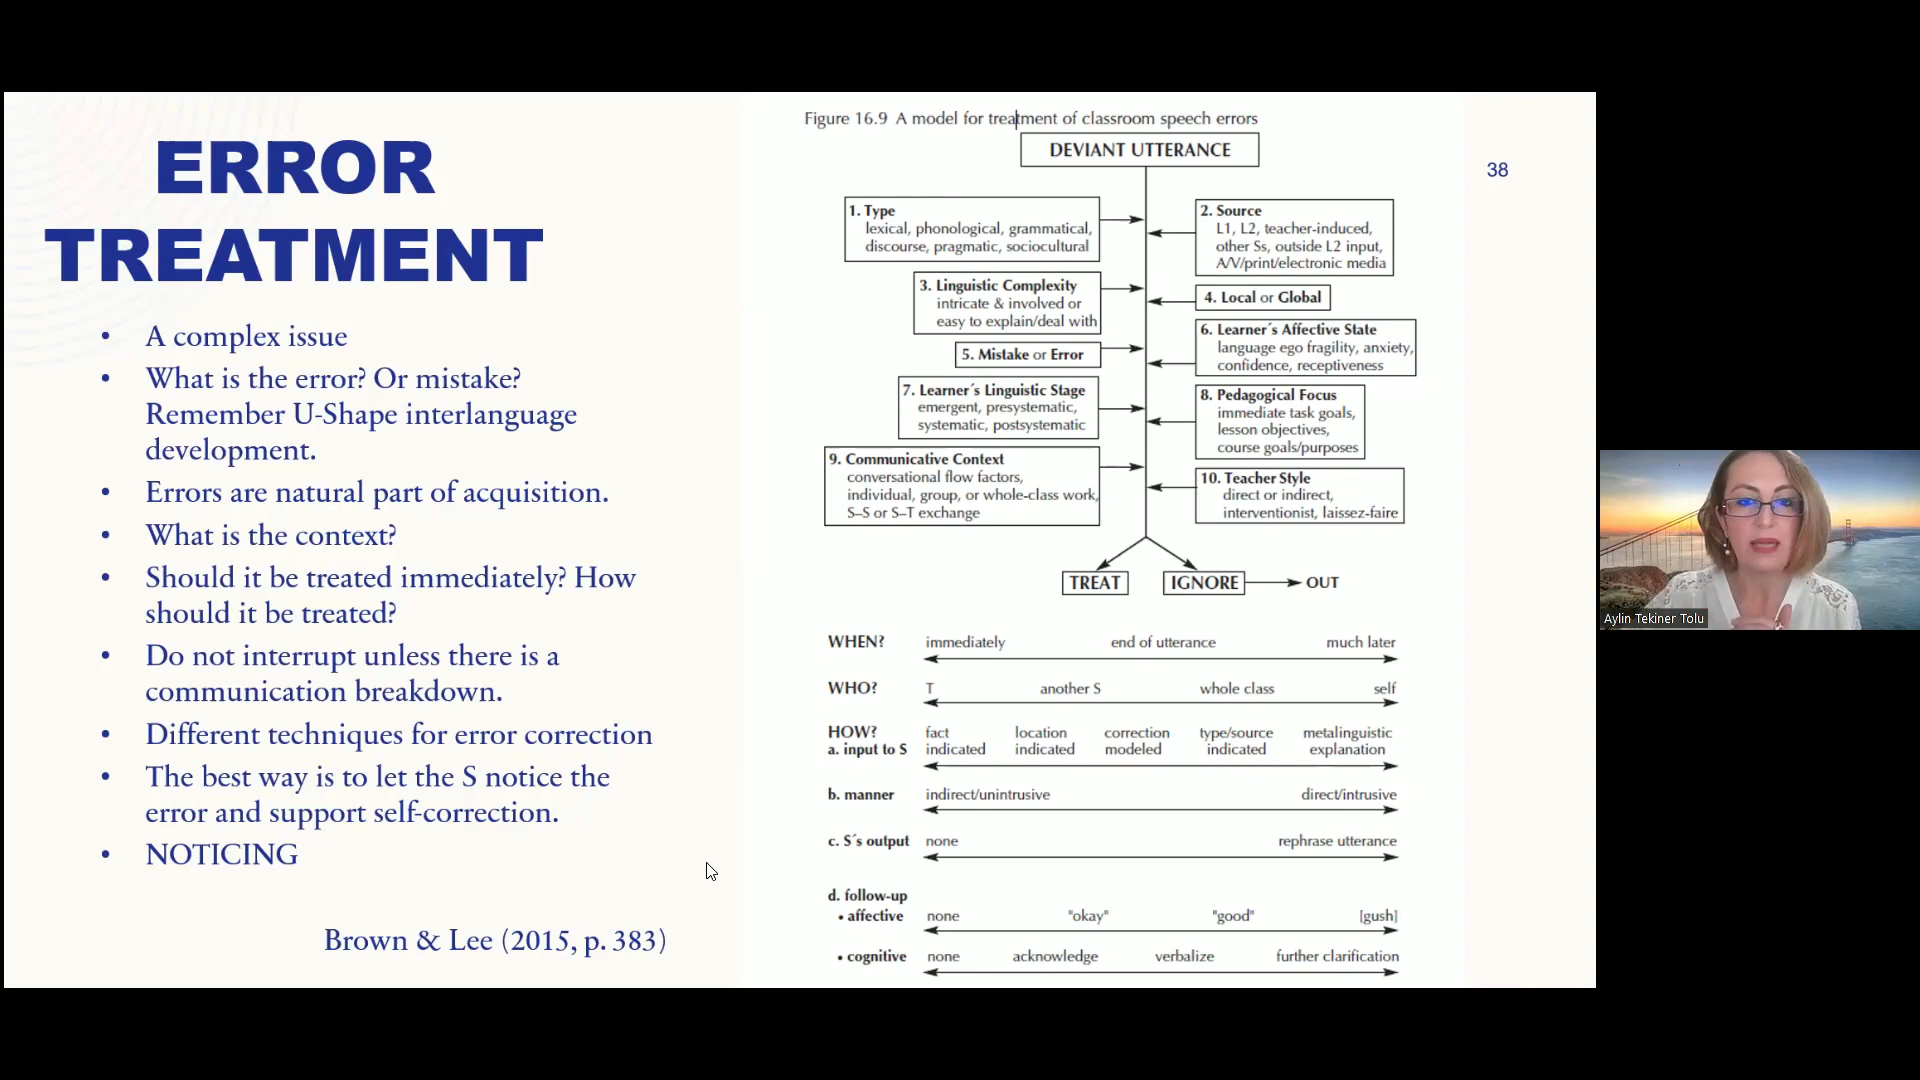 ERROR
TREATMENT
• A complex issue
• What is the error? Or mistake?
Remember U-Shape interlanguage
development.
• Errors are natural part of acquisition.
• What is the context?
• Should it be treated immediately? How
should it be treated?
• Do not interrupt unless there is a
communication breakdown.
• Different techniques for error correction
• The best way is to let the S notice the
error and support self-correction.
• NOTICING
Brown & Lee (2015, p. 383)
Figure 16.9 A model for treatment of classroom speech errors
DEVIANT UTTERANCE
38
1. Type
lexical, phonological, grammatical,
discourse, pragmatic, sociocultural
2. Source
L1, L2, teacher-induced,
other Ss, outside L2 input,
A/V/print/electronic media
3. Linguistic Complexity
intricate & involved or
easy to explain/deal with
4. Local or Global
5. Mistake or Error
6. Learner´s Affective State
language ego fragility, anxiety,
confidence, receptiveness
7. Learner´s Linguistic Stage
emergent, presystematic,
systematic, postsystematic
8. Pedagogical Focus
immediate task goals,
lesson objectives,
course goals/purposes
9. Communicative Context
conversational flow factors,
individual, group, or whole-class work,
S–S or S–T exchange
10. Teacher Style
direct or indirect,
interventionist, laissez-faire
TREAT IGNORE OUT
WHEN? immediately end of utterance much later
WHO? T another S whole class self
HOW? fact location correction type/source metalinguistic
a. input to S indicated indicated modeled indicated explanation
b. manner indirect/unintrusive direct/intrusive
c. S´s output none rephrase utterance
d. follow-up
• affective none "okay" "good" [gush]
• cognitive none acknowledge verbalize further clarification
Aylin Tekiner Tolu